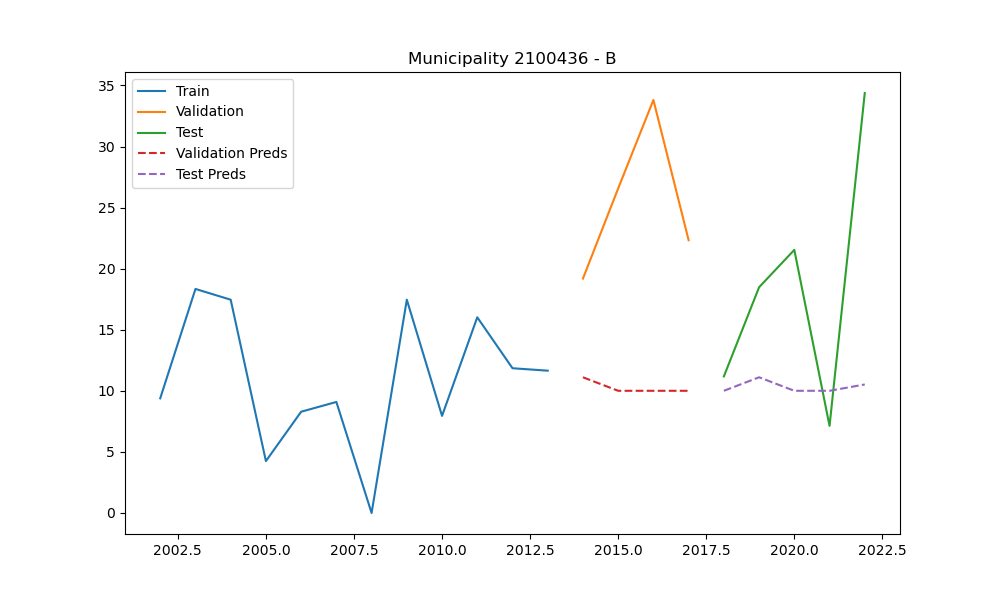 Municipality 2100436 - B
Train
Validation
Test
Validation Preds
Test Preds
35
30
25
20
15
10
5
0
2002.5 2005.0 2007.5 2010.0 2012.5 2015.0 2017.5 2020.0 2022.5